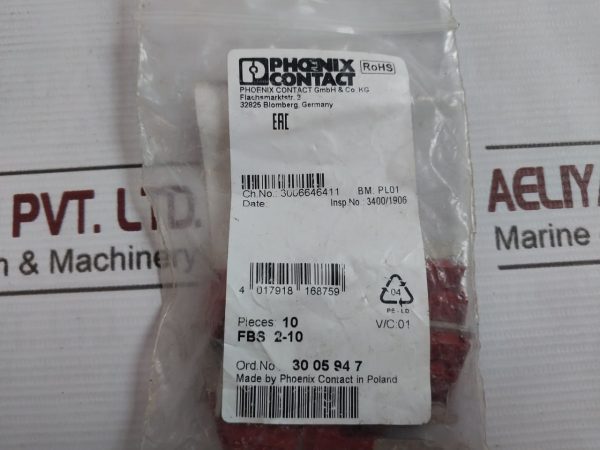 PHŒNIX
CONTACT
RoHS
PHOENIX CONTACT GmbH & Co. KG
Flachsmarktstr. 8
32825 Blomberg, Germany
EAC
Ch.No.: 3006646411 BM: PL01
Date: Insp.No.: 3400/1906
4 017918 168759
04
PE-LD
Pieces: 10 V/C:01
FBS 2-10
Ord.No.: 30 05 94 7
Made by Phoenix Contact in Poland
PVT. LTD.
& Machinery
AELIYA
Marine